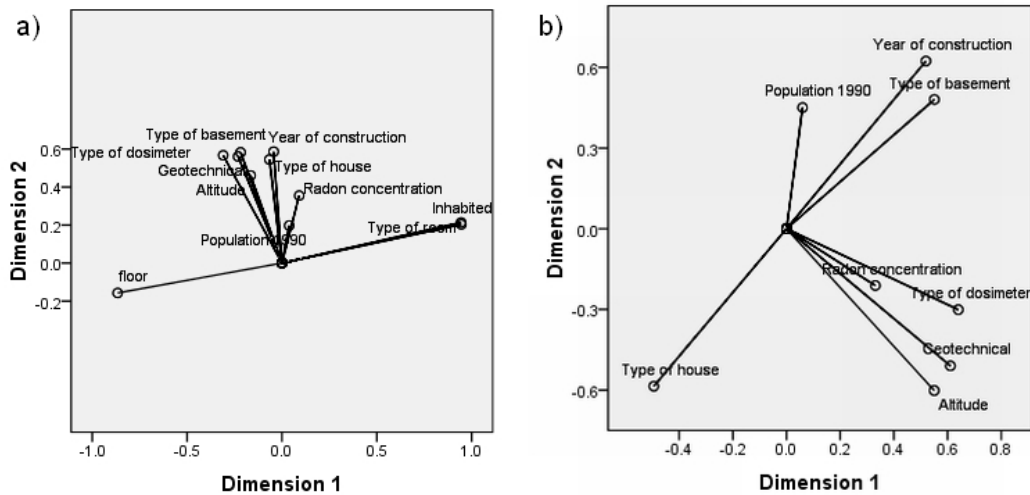 a)
Type of basement
Year of construction
Type of dosimeter
Type of house
Geotechnical
Altitude
Radon concentration
Inhabited
Type of room
Population 1990
floor
Dimension 2
0.6
0.4
0.2
0.0
-0.2
-1.0
-0.5
0.0
0.5
1.0
Dimension 1
b)
Year of construction
Type of basement
Population 1990
Radon concentration
Type of dosimeter
Geotechnical
Type of house
Altitude
Dimension 2
0.6
0.3
0.0
-0.3
-0.6
-0.4
-0.2
0.0
0.2
0.4
0.6
0.8
Dimension 1